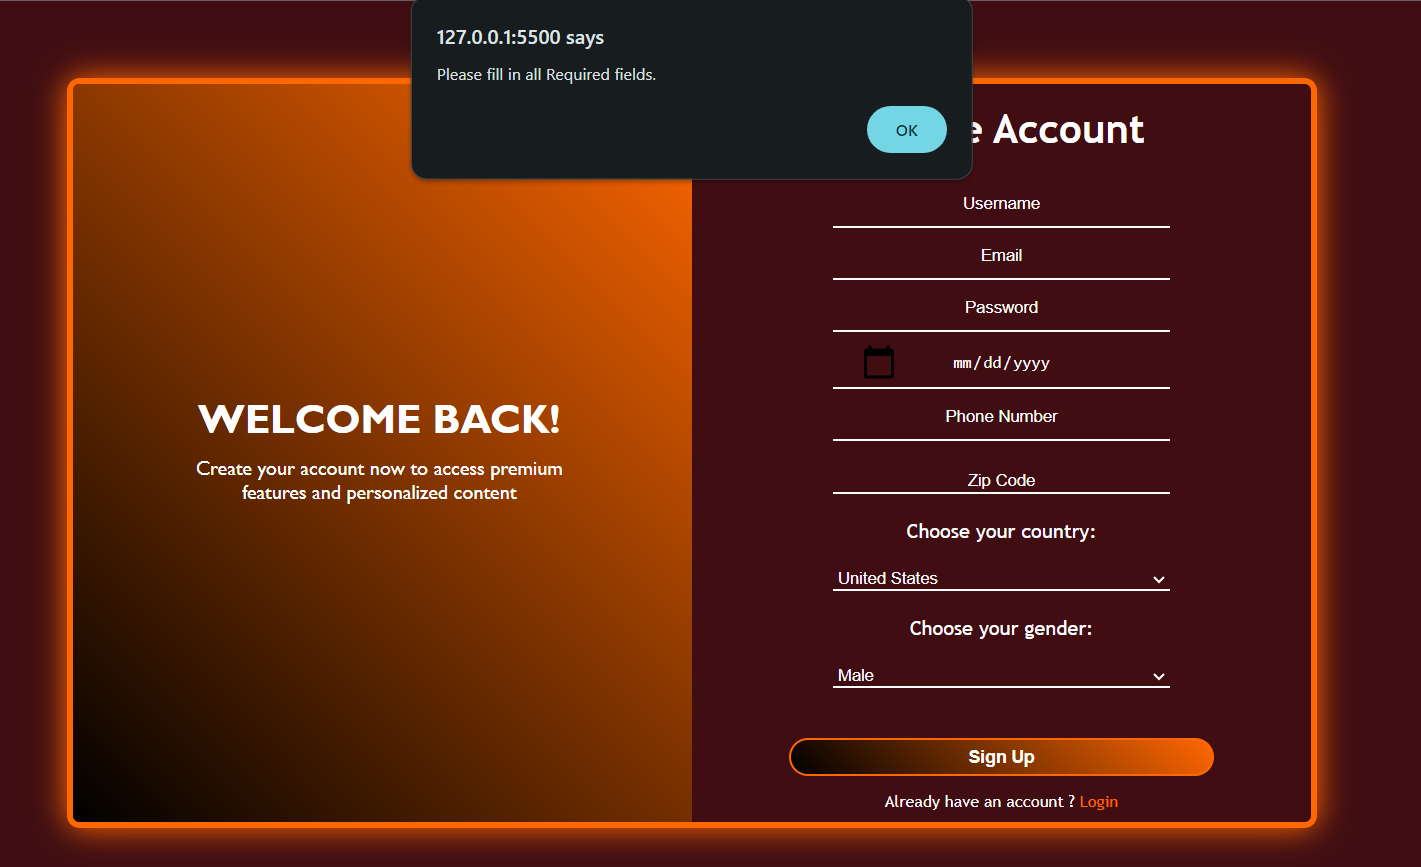 127.0.0.1:5500 says
Please fill in all Required fields.
OK
Account
Username
Email
Password
mm/dd/yyyy
Phone Number
Zip Code
Choose your country:
United States
Choose your gender:
Male
Sign Up
Already have an account ? Login
WELCOME BACK!
Create your account now to access premium
features and personalized content